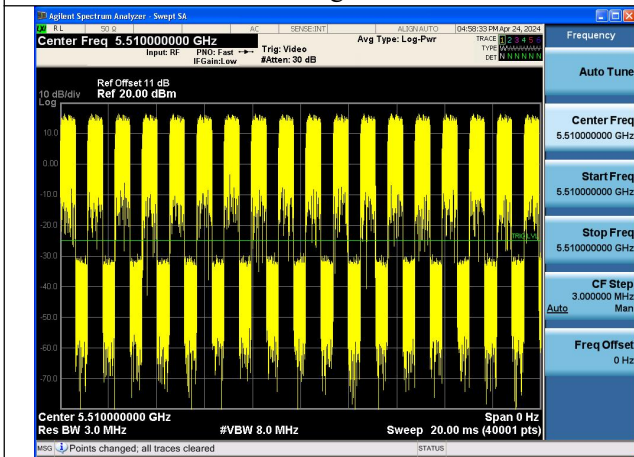 Agilent Spectrum Analyzer - Swept SA
RL 50 Ω AC SENSE:INT ALIGN AUTO 04:58:33 PM Apr 24, 2024
Center Freq 5.510000000 GHz
Input: RF PNO: Fast Trig: Video Avg Type: Log-Pwr TRACE 1 2 3 4 5 6
IFGain:Low #Atten: 30 dB TYPE
DET N N N N N N
Frequency
Auto Tune
Ref Offset 11 dB
10 dB/div Ref 20.00 dBm
Log
10.0
0.00
-10.0
-20.0
TRIG LVL
-30.0
-40.0
-50.0
-60.0
-70.0
Center Freq
5.510000000 GHz
Start Freq
5.510000000 GHz
Stop Freq
5.510000000 GHz
CF Step
3.000000 MHz
Auto Man
Freq Offset
0 Hz
Center 5.510000000 GHz Span 0 Hz
Res BW 3.0 MHz #VBW 8.0 MHz Sweep 20.00 ms (40001 pts)
MSG Points changed; all traces cleared STATUS